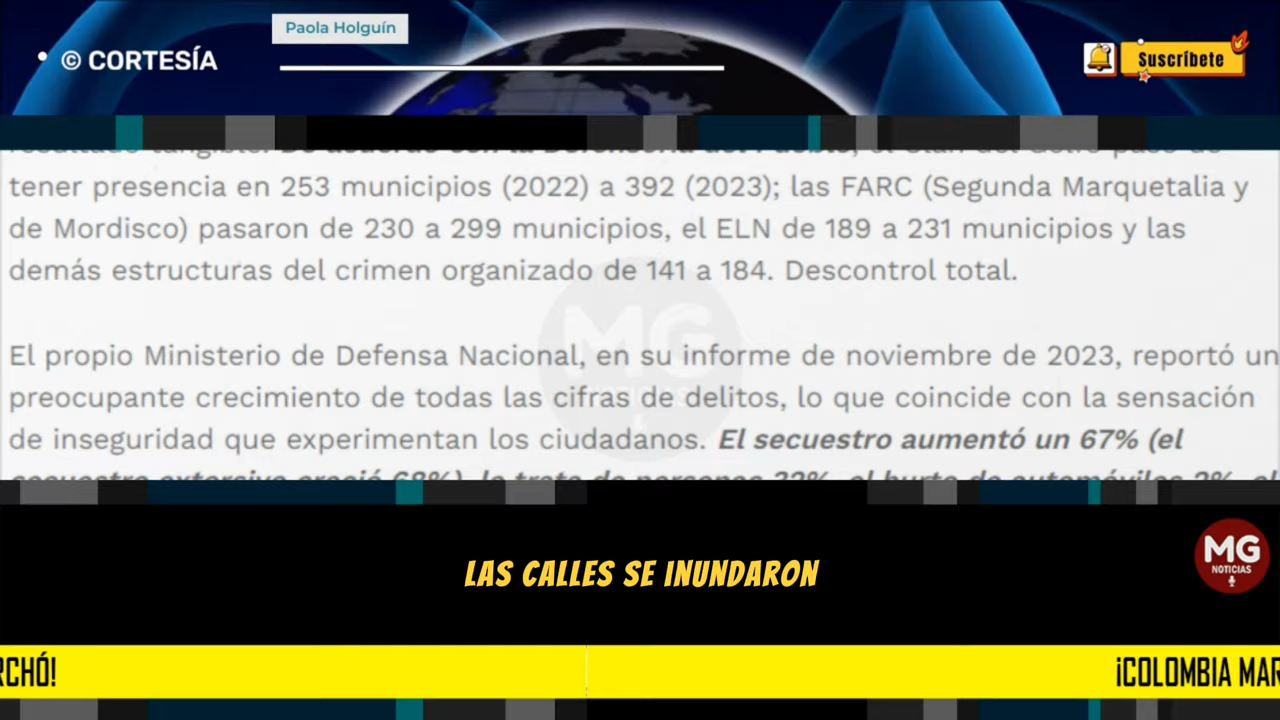 Paola Holguín
© CORTESÍA
Suscríbete
tener presencia en 253 municipios (2022) a 392 (2023); las FARC (Segunda Marquetalia y
de Mordisco) pasaron de 230 a 299 municipios, el ELN de 189 a 231 municipios y las
demás estructuras del crimen organizado de 141 a 184. Descontrol total.
El propio Ministerio de Defensa Nacional, en su informe de noviembre de 2023, reportó un
preocupante crecimiento de todas las cifras de delitos, lo que coincide con la sensación
de inseguridad que experimentan los ciudadanos. El secuestro aumentó un 67% (el
MG
LAS CALLES SE INUNDARON
MG
NOTICIAS
RCHÓ!
¡COLOMBIA MAR